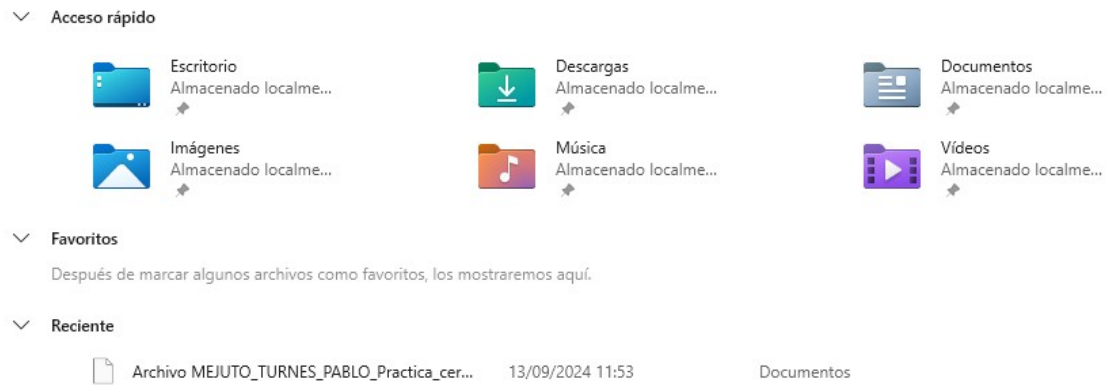 Acceso rápido
Escritorio
Almacenado localme...
Descargas
Almacenado localme...
Documentos
Almacenado localme...
Imágenes
Almacenado localme...
Música
Almacenado localme...
Vídeos
Almacenado localme...
Favoritos
Después de marcar algunos archivos como favoritos, los mostraremos aquí.
Reciente
Archivo MEJUTO_TURNES_PABLO_Practica_cer... 13/09/2024 11:53 Documentos